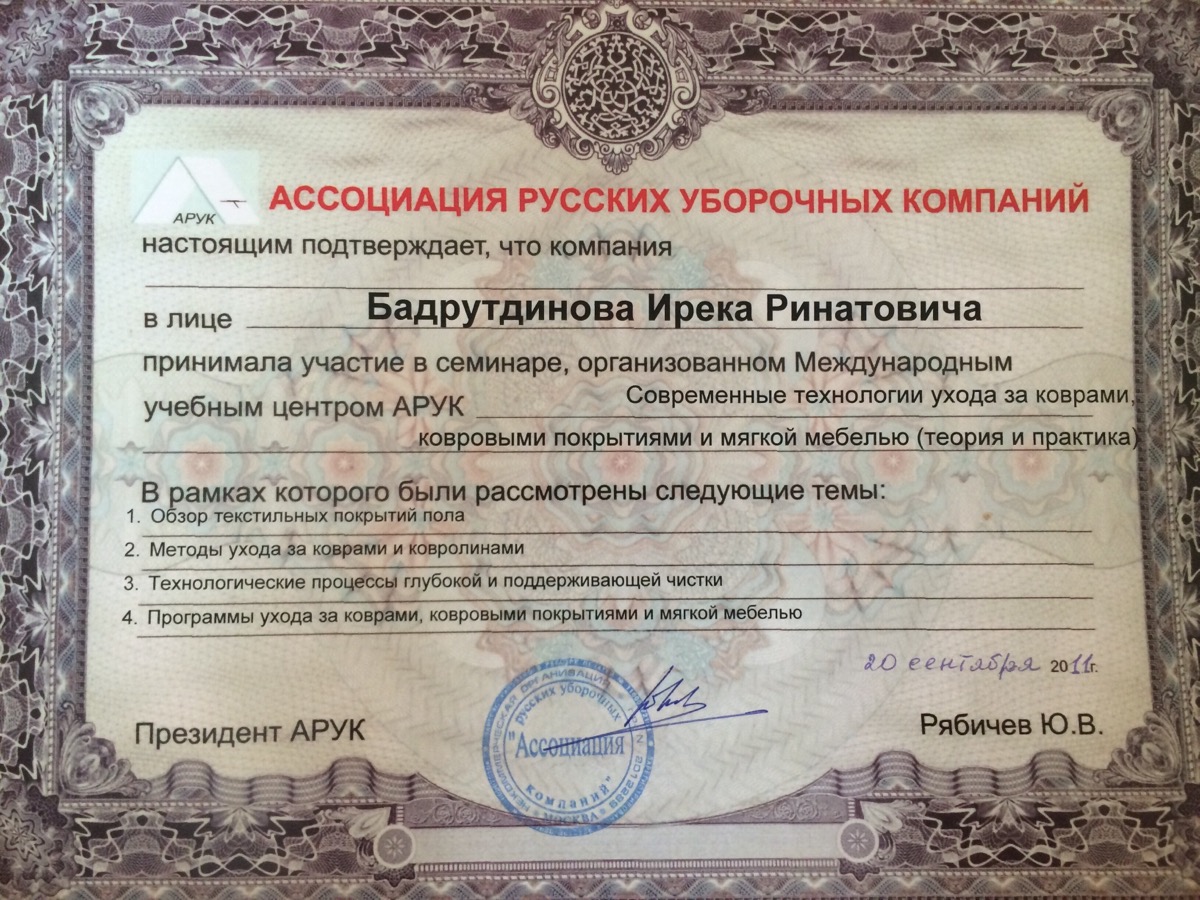 АССОЦИАЦИЯ РУССКИХ УБОРОЧНЫХ КОМПАНИЙ
АРУК
настоящим подтверждает, что компания
в лице Бадрутдинова Ирека Ринатовича
принимала участие в семинаре, организованном Международным
учебным центром АРУК Современные технологии ухода за коврами,
ковровыми покрытиями и мягкой мебелью (теория и практика)
В рамках которого были рассмотрены следующие темы:
1. Обзор текстильных покрытий пола
2. Методы ухода за коврами и ковролинами
3. Технологические процессы глубокой и поддерживающей чистки
4. Программы ухода за коврами, ковровыми покрытиями и мягкой мебелью
20 сентября 2011г.
Президент АРУК
Рябичев Ю.В.
русских уборочных
"Ассоциация
компаний"
МОСКВА